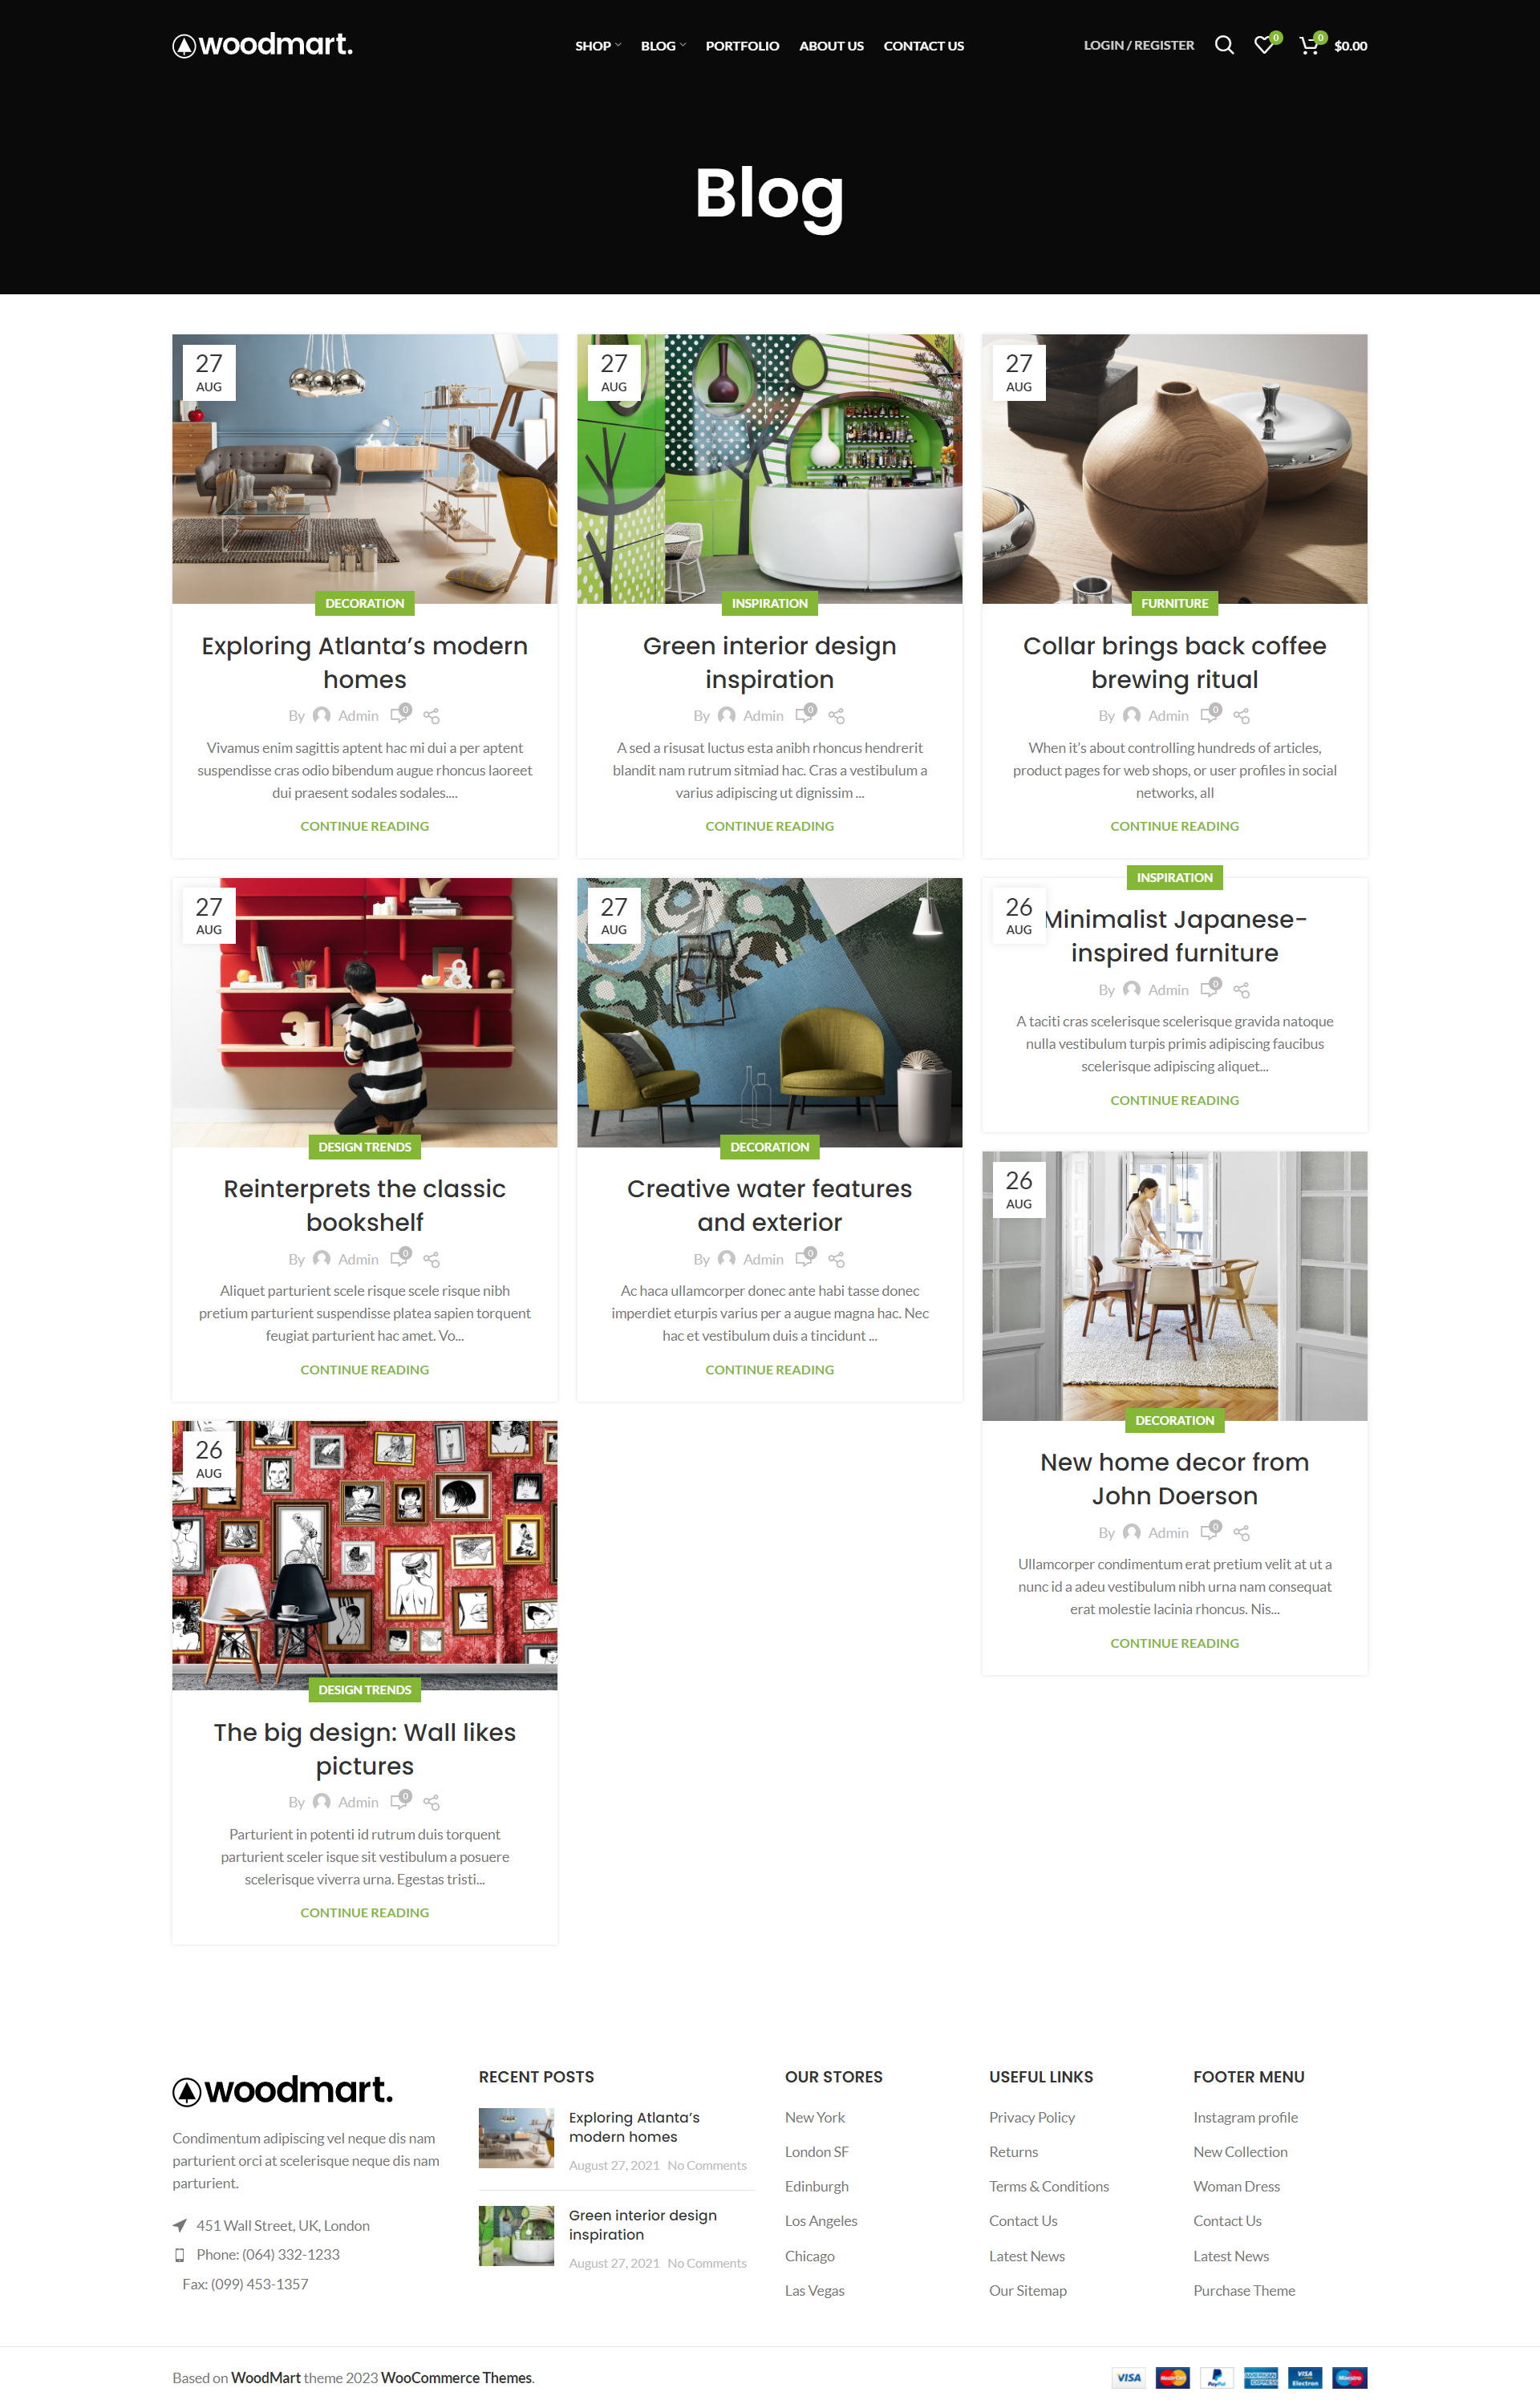 woodmart.
SHOP
BLOG
PORTFOLIO
ABOUT US
CONTACT US
LOGIN / REGISTER
0
0
$0.00
Blog
27
AUG
DECORATION
Exploring Atlanta’s modern
homes
By Admin 0
Vivamus enim sagittis aptent hac mi dui a per aptent
suspendisse cras odio bibendum augue rhoncus laoreet
dui praesent sodales sodales....
CONTINUE READING
27
AUG
INSPIRATION
Green interior design
inspiration
By Admin 0
A sed a risusat luctus esta anibh rhoncus hendrerit
blandit nam rutrum sitmiad hac. Cras a vestibulum a
varius adipiscing ut dignissim ...
CONTINUE READING
27
AUG
FURNITURE
Collar brings back coffee
brewing ritual
By Admin 0
When it’s about controlling hundreds of articles,
product pages for web shops, or user profiles in social
networks, all
CONTINUE READING
27
AUG
DESIGN TRENDS
Reinterprets the classic
bookshelf
By Admin 0
Aliquet parturient scele risque scele risque nibh
pretium parturient suspendisse platea sapien torquent
feugiat parturient hac amet. Vo...
CONTINUE READING
27
AUG
DECORATION
Creative water features
and exterior
By Admin 0
Ac haca ullamcorper donec ante habi tasse donec
imperdiet eturpis varius per a augue magna hac. Nec
hac et vestibulum duis a tincidunt ...
CONTINUE READING
INSPIRATION
26
AUG
Minimalist Japanese-
inspired furniture
By Admin 0
A taciti cras scelerisque scelerisque gravida natoque
nulla vestibulum turpis primis adipiscing faucibus
scelerisque adipiscing aliquet...
CONTINUE READING
26
AUG
DECORATION
New home decor from
John Doerson
By Admin 0
Ullamcorper condimentum erat pretium velit at ut a
nunc id a adeu vestibulum nibh urna nam consequat
erat molestie lacinia rhoncus. Nis...
CONTINUE READING
26
AUG
DESIGN TRENDS
The big design: Wall likes
pictures
By Admin 0
Parturient in potenti id rutrum duis torquent
parturient sceler isque sit vestibulum a posuere
scelerisque viverra urna. Egestas tristi...
CONTINUE READING
woodmart.
Condimentum adipiscing vel neque dis nam
parturient orci at scelerisque neque dis nam
parturient.
451 Wall Street, UK, London
Phone: (064) 332-1233
Fax: (099) 453-1357
RECENT POSTS
Exploring Atlanta’s
modern homes
August 27, 2021 No Comments
Green interior design
inspiration
August 27, 2021 No Comments
OUR STORES
New York
London SF
Edinburgh
Los Angeles
Chicago
Las Vegas
USEFUL LINKS
Privacy Policy
Returns
Terms & Conditions
Contact Us
Latest News
Our Sitemap
FOOTER MENU
Instagram profile
New Collection
Woman Dress
Contact Us
Latest News
Purchase Theme
Based on WoodMart theme 2023 WooCommerce Themes.
VISA
MasterCard
PayPal
AMERICAN EXPRESS
VISA Electron
Maestro